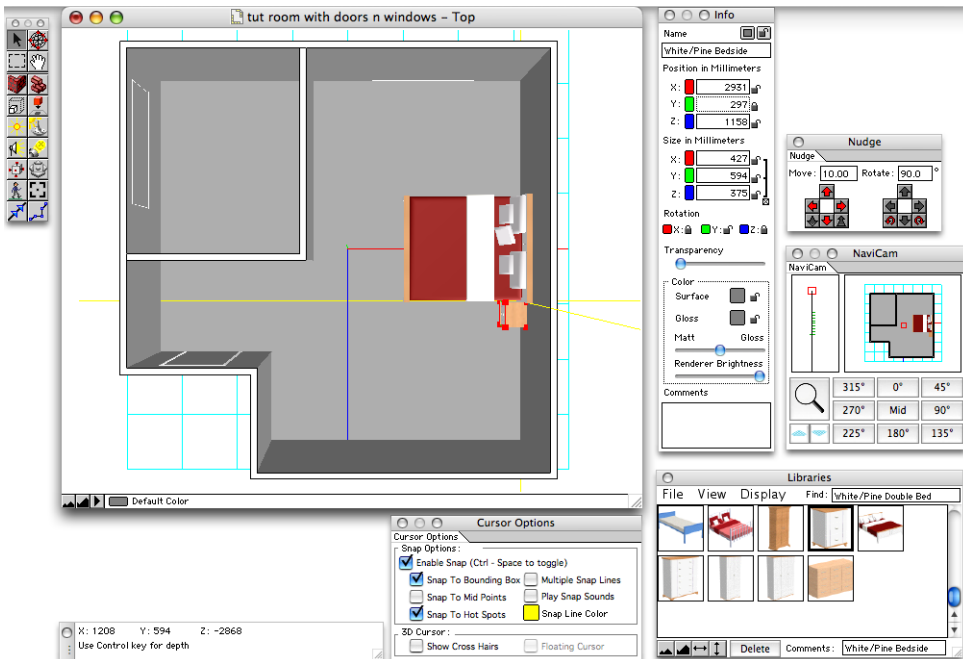 tut room with doors n windows – Top
Default Color
Info
Name
White/Pine Bedside
Position in Millimeters
X: 2931
Y: 297
Z: 1158
Size in Millimeters
X: 427
Y: 594
Z: 375
Rotation
X: Y: Z:
Transparency
Color
Surface
Gloss
Matt Gloss
Renderer Brightness
Comments
Nudge
Nudge
Move: 10.00 Rotate: 90.0 °
NaviCam
NaviCam
315° 0° 45°
270° Mid 90°
225° 180° 135°
Libraries
File View Display Find: White/Pine Double Bed
Delete Comments: White/Pine Bedside
Cursor Options
Cursor Options
Snap Options:
Enable Snap (Ctrl - Space to toggle)
Snap To Bounding Box Multiple Snap Lines
Snap To Mid Points Play Snap Sounds
Snap To Hot Spots Snap Line Color
3D Cursor:
Show Cross Hairs Floating Cursor
X: 1208 Y: 594 Z: -2868
Use Control key for depth